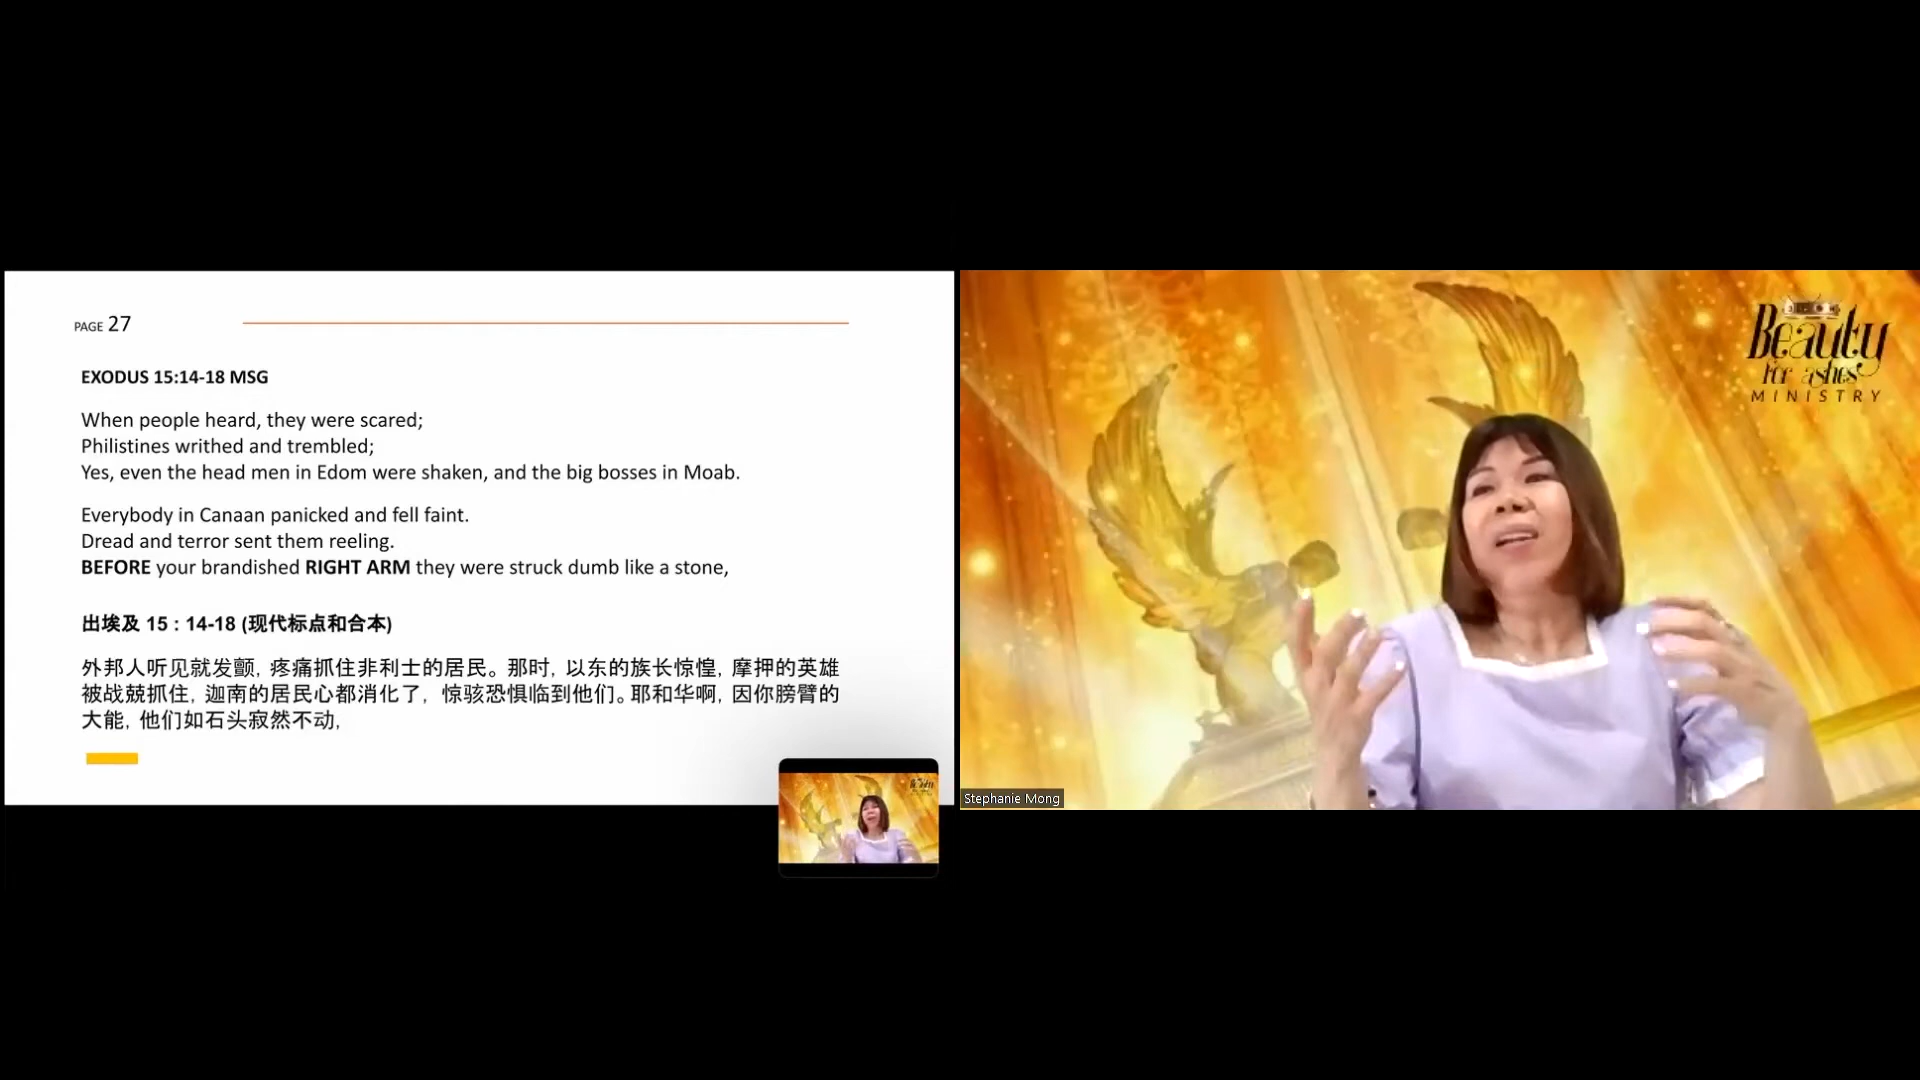 PAGE 27
EXODUS 15:14-18 MSG
When people heard, they were scared;
Philistines writhed and trembled;
Yes, even the head men in Edom were shaken, and the big bosses in Moab.
Everybody in Canaan panicked and fell faint.
Dread and terror sent them reeling.
BEFORE your brandished RIGHT ARM they were struck dumb like a stone,
出埃及 15 : 14-18 (现代标点和合本)
外邦人听见就发颤, 疼痛抓住非利士的居民。那时, 以东的族长惊惶, 摩押的英雄
被战兢抓住, 迦南的居民心都消化了, 惊骇恐惧临到他们。耶和华啊, 因你膀臂的
大能, 他们如石头寂然不动,
Beauty
for ashes
MINISTRY
Stephanie Mong